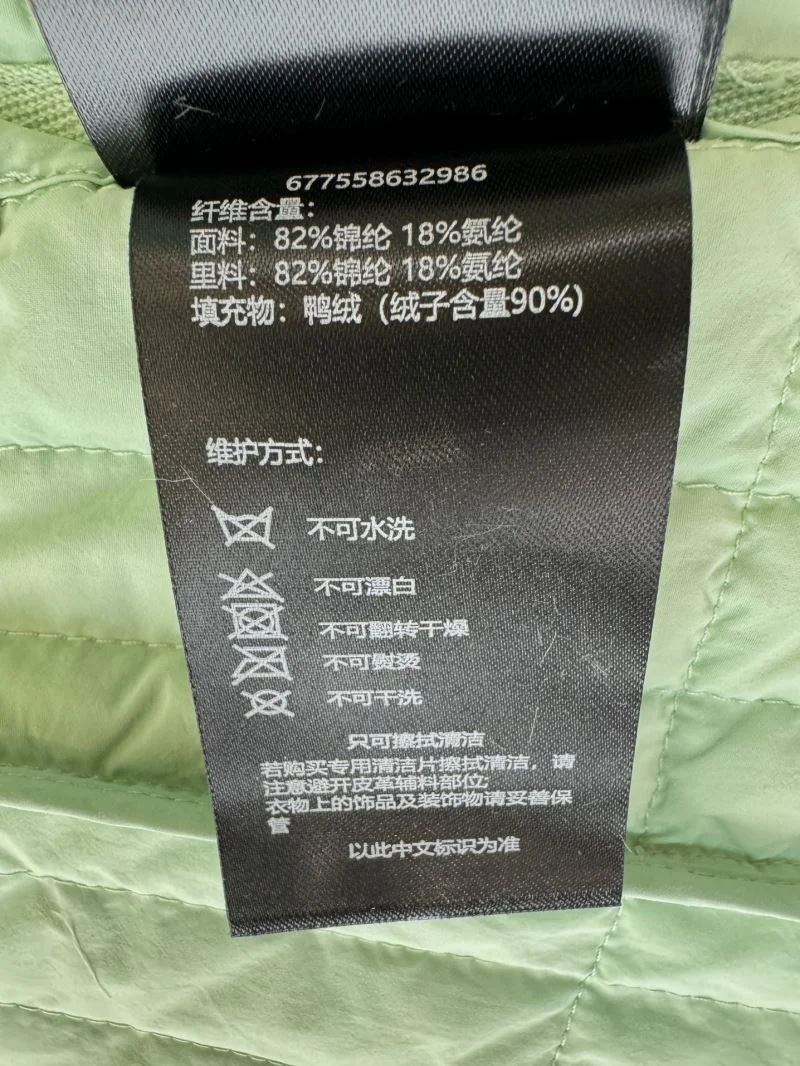 677558632986
纤维含量：
面料：82%锦纶 18%氨纶
里料：82%锦纶 18%氨纶
填充物：鸭绒（绒子含量90%）
维护方式：
不可水洗
不可漂白
不可翻转干燥
不可熨烫
不可干洗
只可擦拭清洁
若购买专用清洁片擦拭清洁，请
注意避开皮革辅料部位;
衣物上的饰品及装饰物请妥善保
管
以此中文标识为准